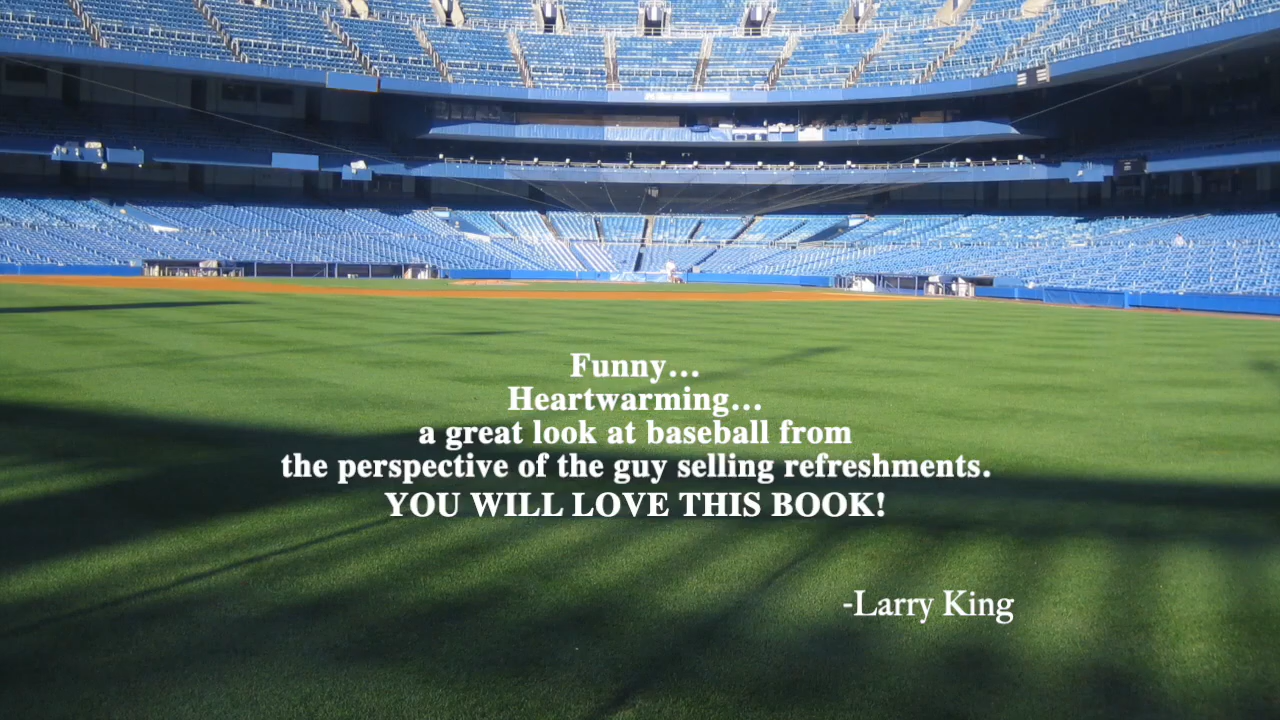 Funny...
Heartwarming...
a great look at baseball from
the perspective of the guy selling refreshments.
YOU WILL LOVE THIS BOOK!
-Larry King